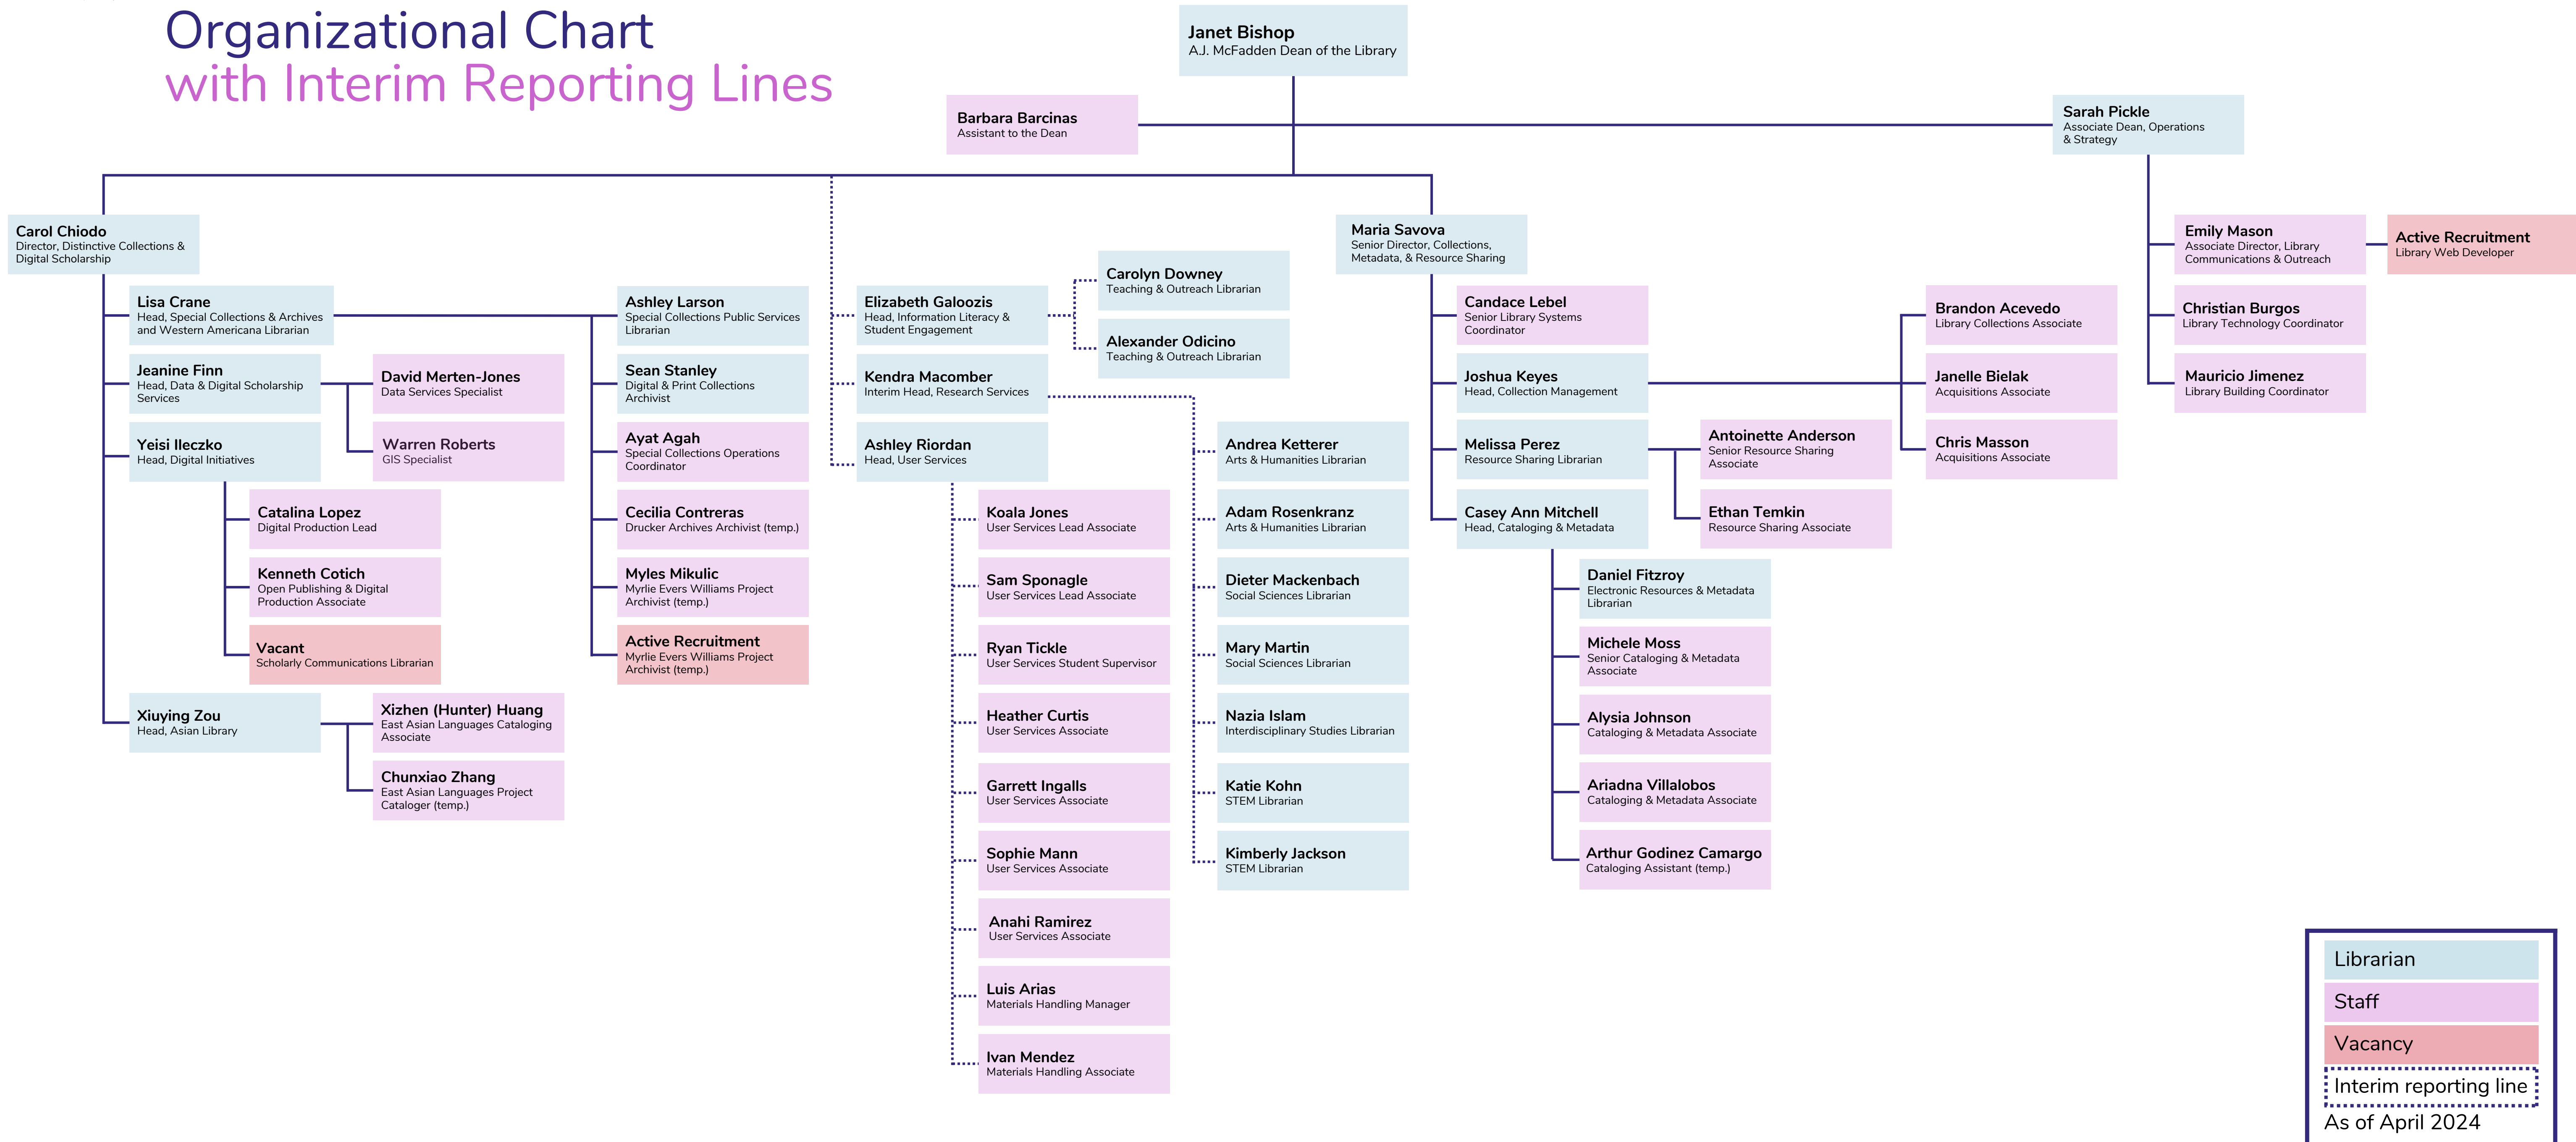 Organizational Chart
with Interim Reporting Lines
Janet Bishop
A.J. McFadden Dean of the Library
Barbara Barcinas
Assistant to the Dean
Sarah Pickle
Associate Dean, Operations
& Strategy
Carol Chiodo
Director, Distinctive Collections &
Digital Scholarship
Lisa Crane
Head, Special Collections & Archives
and Western Americana Librarian
Jeanine Finn
Head, Data & Digital Scholarship
Services
David Merten-Jones
Data Services Specialist
Warren Roberts
GIS Specialist
Yeisi Ileczko
Head, Digital Initiatives
Catalina Lopez
Digital Production Lead
Kenneth Cotich
Open Publishing & Digital
Production Associate
Vacant
Scholarly Communications Librarian
Xiuying Zou
Head, Asian Library
Xizhen (Hunter) Huang
East Asian Languages Cataloging
Associate
Chunxiao Zhang
East Asian Languages Project
Cataloger (temp.)
Ashley Larson
Special Collections Public Services
Librarian
Sean Stanley
Digital & Print Collections
Archivist
Ayat Agah
Special Collections Operations
Coordinator
Cecilia Contreras
Drucker Archives Archivist (temp.)
Myles Mikulic
Myrlie Evers Williams Project
Archivist (temp.)
Active Recruitment
Myrlie Evers Williams Project
Archivist (temp.)
Elizabeth Galoozis
Head, Information Literacy &
Student Engagement
Carolyn Downey
Teaching & Outreach Librarian
Alexander Odicino
Teaching & Outreach Librarian
Kendra Macomber
Interim Head, Research Services
Ashley Riordan
Head, User Services
Koala Jones
User Services Lead Associate
Sam Sponagle
User Services Lead Associate
Ryan Tickle
User Services Student Supervisor
Heather Curtis
User Services Associate
Garrett Ingalls
User Services Associate
Sophie Mann
User Services Associate
Anahi Ramirez
User Services Associate
Luis Arias
Materials Handling Manager
Ivan Mendez
Materials Handling Associate
Andrea Ketterer
Arts & Humanities Librarian
Adam Rosenkranz
Arts & Humanities Librarian
Dieter Mackenbach
Social Sciences Librarian
Mary Martin
Social Sciences Librarian
Nazia Islam
Interdisciplinary Studies Librarian
Katie Kohn
STEM Librarian
Kimberly Jackson
STEM Librarian
Maria Savova
Senior Director, Collections,
Metadata, & Resource Sharing
Candace Lebel
Senior Library Systems
Coordinator
Joshua Keyes
Head, Collection Management
Brandon Acevedo
Library Collections Associate
Janelle Bielak
Acquisitions Associate
Chris Masson
Acquisitions Associate
Melissa Perez
Resource Sharing Librarian
Antoinette Anderson
Senior Resource Sharing
Associate
Ethan Temkin
Resource Sharing Associate
Casey Ann Mitchell
Head, Cataloging & Metadata
Daniel Fitzroy
Electronic Resources & Metadata
Librarian
Michele Moss
Senior Cataloging & Metadata
Associate
Alysia Johnson
Cataloging & Metadata Associate
Ariadna Villalobos
Cataloging & Metadata Associate
Arthur Godinez Camargo
Cataloging Assistant (temp.)
Emily Mason
Associate Director, Library
Communications & Outreach
Active Recruitment
Library Web Developer
Christian Burgos
Library Technology Coordinator
Mauricio Jimenez
Library Building Coordinator
Librarian
Staff
Vacancy
Interim reporting line
As of April 2024